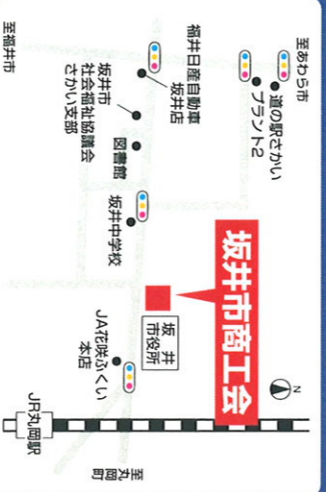 至あわら市
道の駅さかい
プラント2
福井日産自動車
坂井店
坂井市
社会福祉協議会
さかい支部
図書館
至福井市
坂井中学校
坂井市商工会
坂井
市役所
JA花咲ふくい
本店
N
JR丸岡駅
至丸岡町